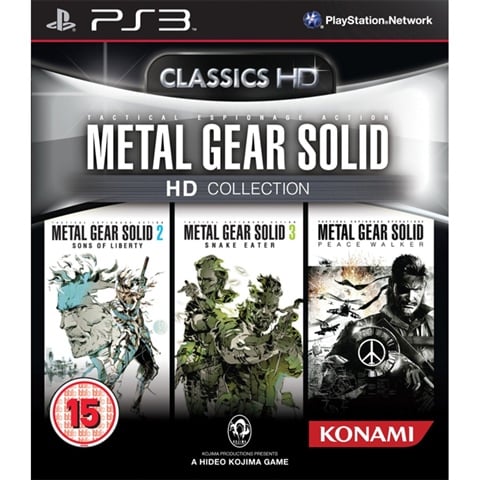 PS3
PlayStation®Network
CLASSICS HD
TACTICAL ESPIONAGE ACTION
METAL GEAR SOLID
HD COLLECTION
TACTICAL ESPIONAGE ACTION
METAL GEAR SOLID 2
SONS OF LIBERTY
TACTICAL ESPIONAGE ACTION
METAL GEAR SOLID 3
SNAKE EATER
TACTICAL ESPIONAGE OPERATIONS
METAL GEAR SOLID
PEACE WALKER
15
KOJIMA PRODUCTIONS PRESENTS
A HIDEO KOJIMA GAME
KONAMI